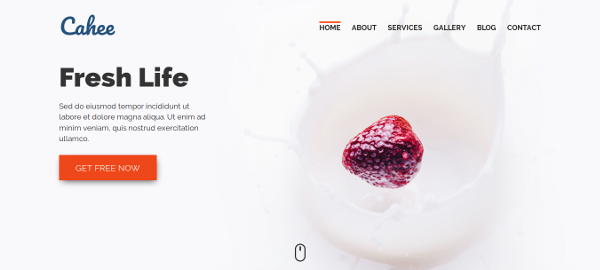 Cahee
HOME ABOUT SERVICES GALLERY BLOG CONTACT
Fresh Life
Sed do eiusmod tempor incididunt ut
labore et dolore magna aliqua. Ut enim ad
minim veniam, quis nostrud exercitation
ullamco.
GET FREE NOW